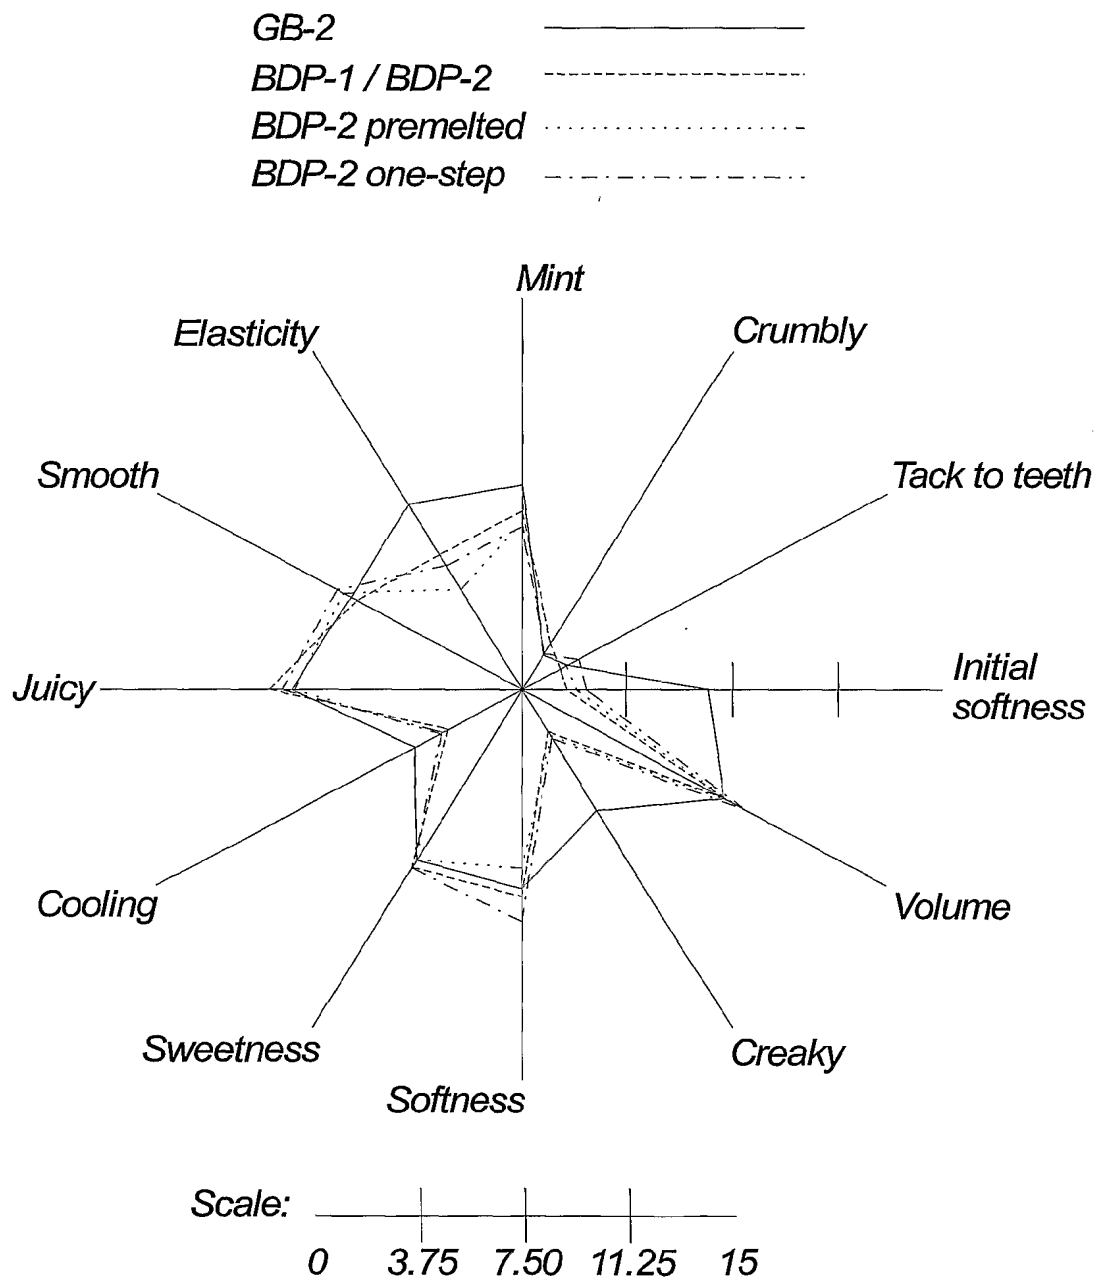 GB-2
BDP-1 / BDP-2
BDP-2 premelted
BDP-2 one-step
Mint
Elasticity
Crumbly
Smooth
Tack to teeth
Juicy
Initial
softness
Cooling
Volume
Sweetness
Creaky
Softness
Scale:
0 3.75 7.50 11.25 15